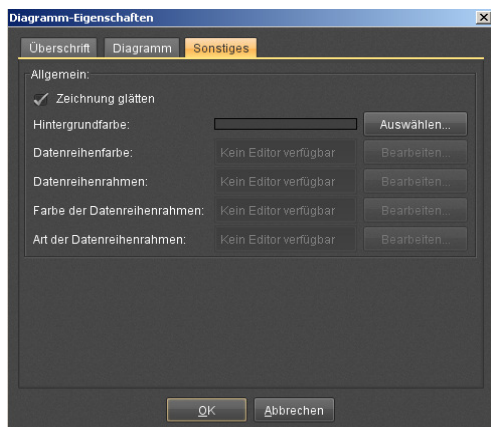 Diagramm-Eigenschaften
Überschrift Diagramm Sonstiges
Allgemein:
Zeichnung glätten
Hintergrundfarbe: Auswählen...
Datenreihenfarbe: Kein Editor verfügbar Bearbeiten...
Datenreihenrahmen: Kein Editor verfügbar Bearbeiten...
Farbe der Datenreihenrahmen: Kein Editor verfügbar Bearbeiten...
Art der Datenreihenrahmen: Kein Editor verfügbar Bearbeiten...
OK Abbrechen